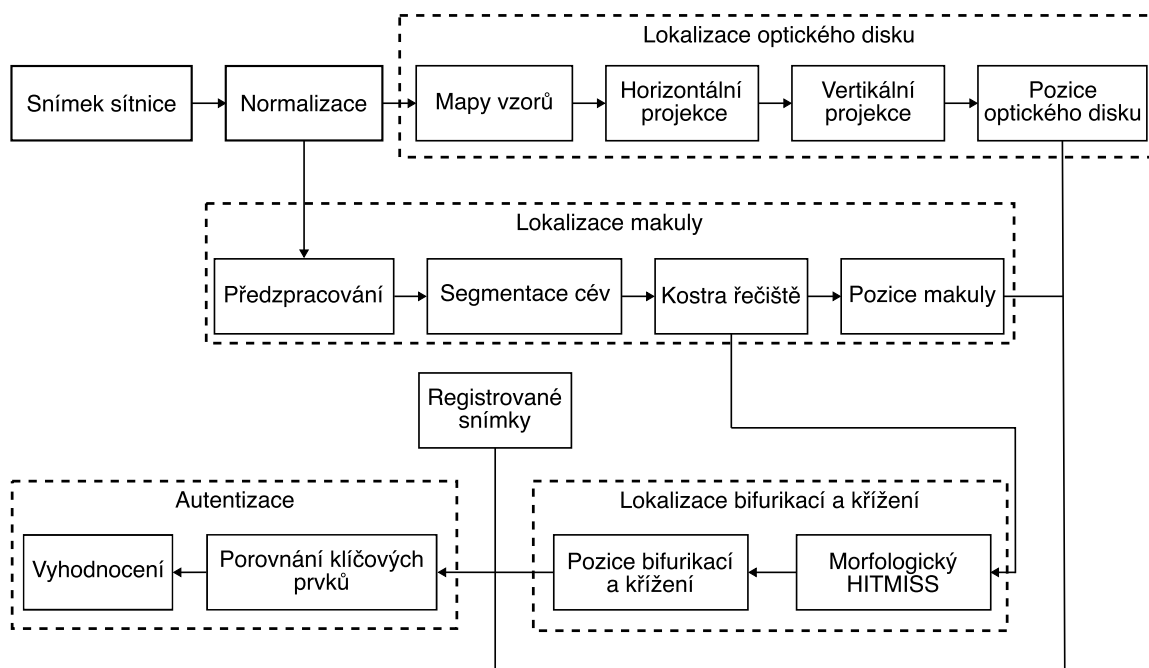 Lokalizace optického disku
Snímek sítnice
Normalizace
Mapy vzorů
Horizontální
projekce
Vertikální
projekce
Pozice
optického disku
Lokalizace makuly
Předzpracování
Segmentace cév
Kostra řečiště
Pozice makuly
Registrované
snímky
Autentizace
Lokalizace bifurikací a křížení
Vyhodnocení
Porovnání klíčových
prvků
Pozice bifurikací
a křížení
Morfologický
HITMISS